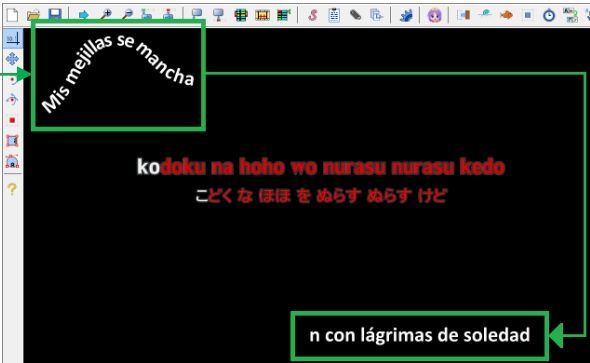 Mis mejillas se mancha
kodoku na hoho wo nurasu nurasu kedo
こどく な ほほ を ぬらす ぬらす けど
n con lágrimas de soledad